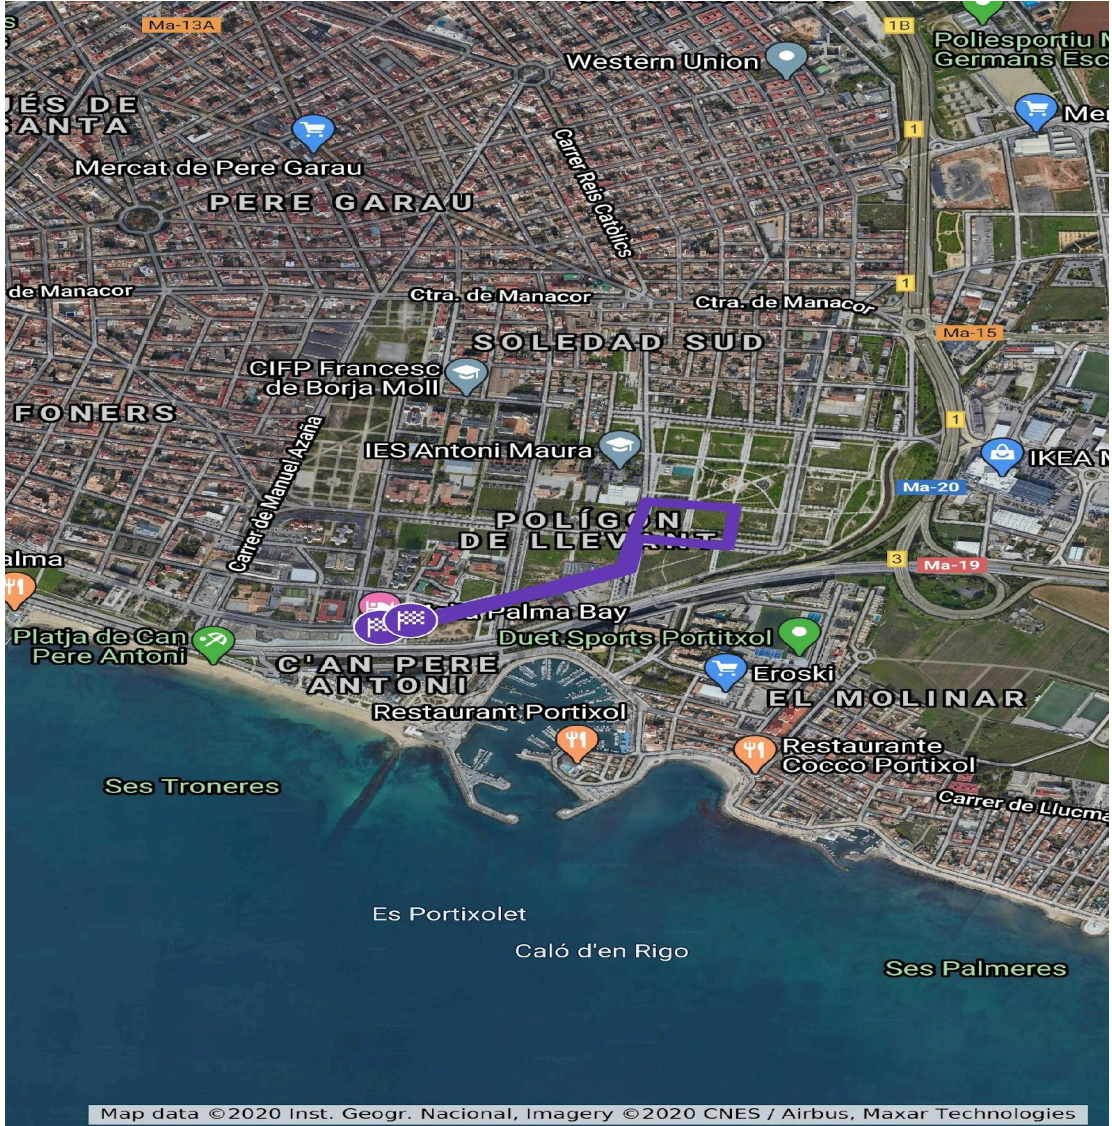 Ma-13A
1B
Poliesportiu
Germans Esc
Western Union
UÉS DE
SANTA
Mercat de Pere Garau
1
Carrer Reis Catòlics
PERE GARAU
de Manacor
Ctra. de Manacor
Ctra. de Manacor
1
Ma-15
SOLEDAD SUD
CIFP Francesc
de Borja Moll
FONERS
1
Carrer de Manuel Azaña
IES Antoni Maura
IKEA M
Ma-20
POLÍGON
DE LLEVANT
3
Ma-19
alma
Palma Bay
Platja de Can
Pere Antoni
Duet Sports Portitxol
C'AN PERE
ANTONI
Eroski
EL MOLINAR
Restaurant Portixol
Restaurante
Cocco Portixol
Ses Troneres
Carrer de Llucma
Es Portixolet
Caló d'en Rigo
Ses Palmeres
Map data ©2020 Inst. Geogr. Nacional, Imagery ©2020 CNES / Airbus, Maxar Technologies